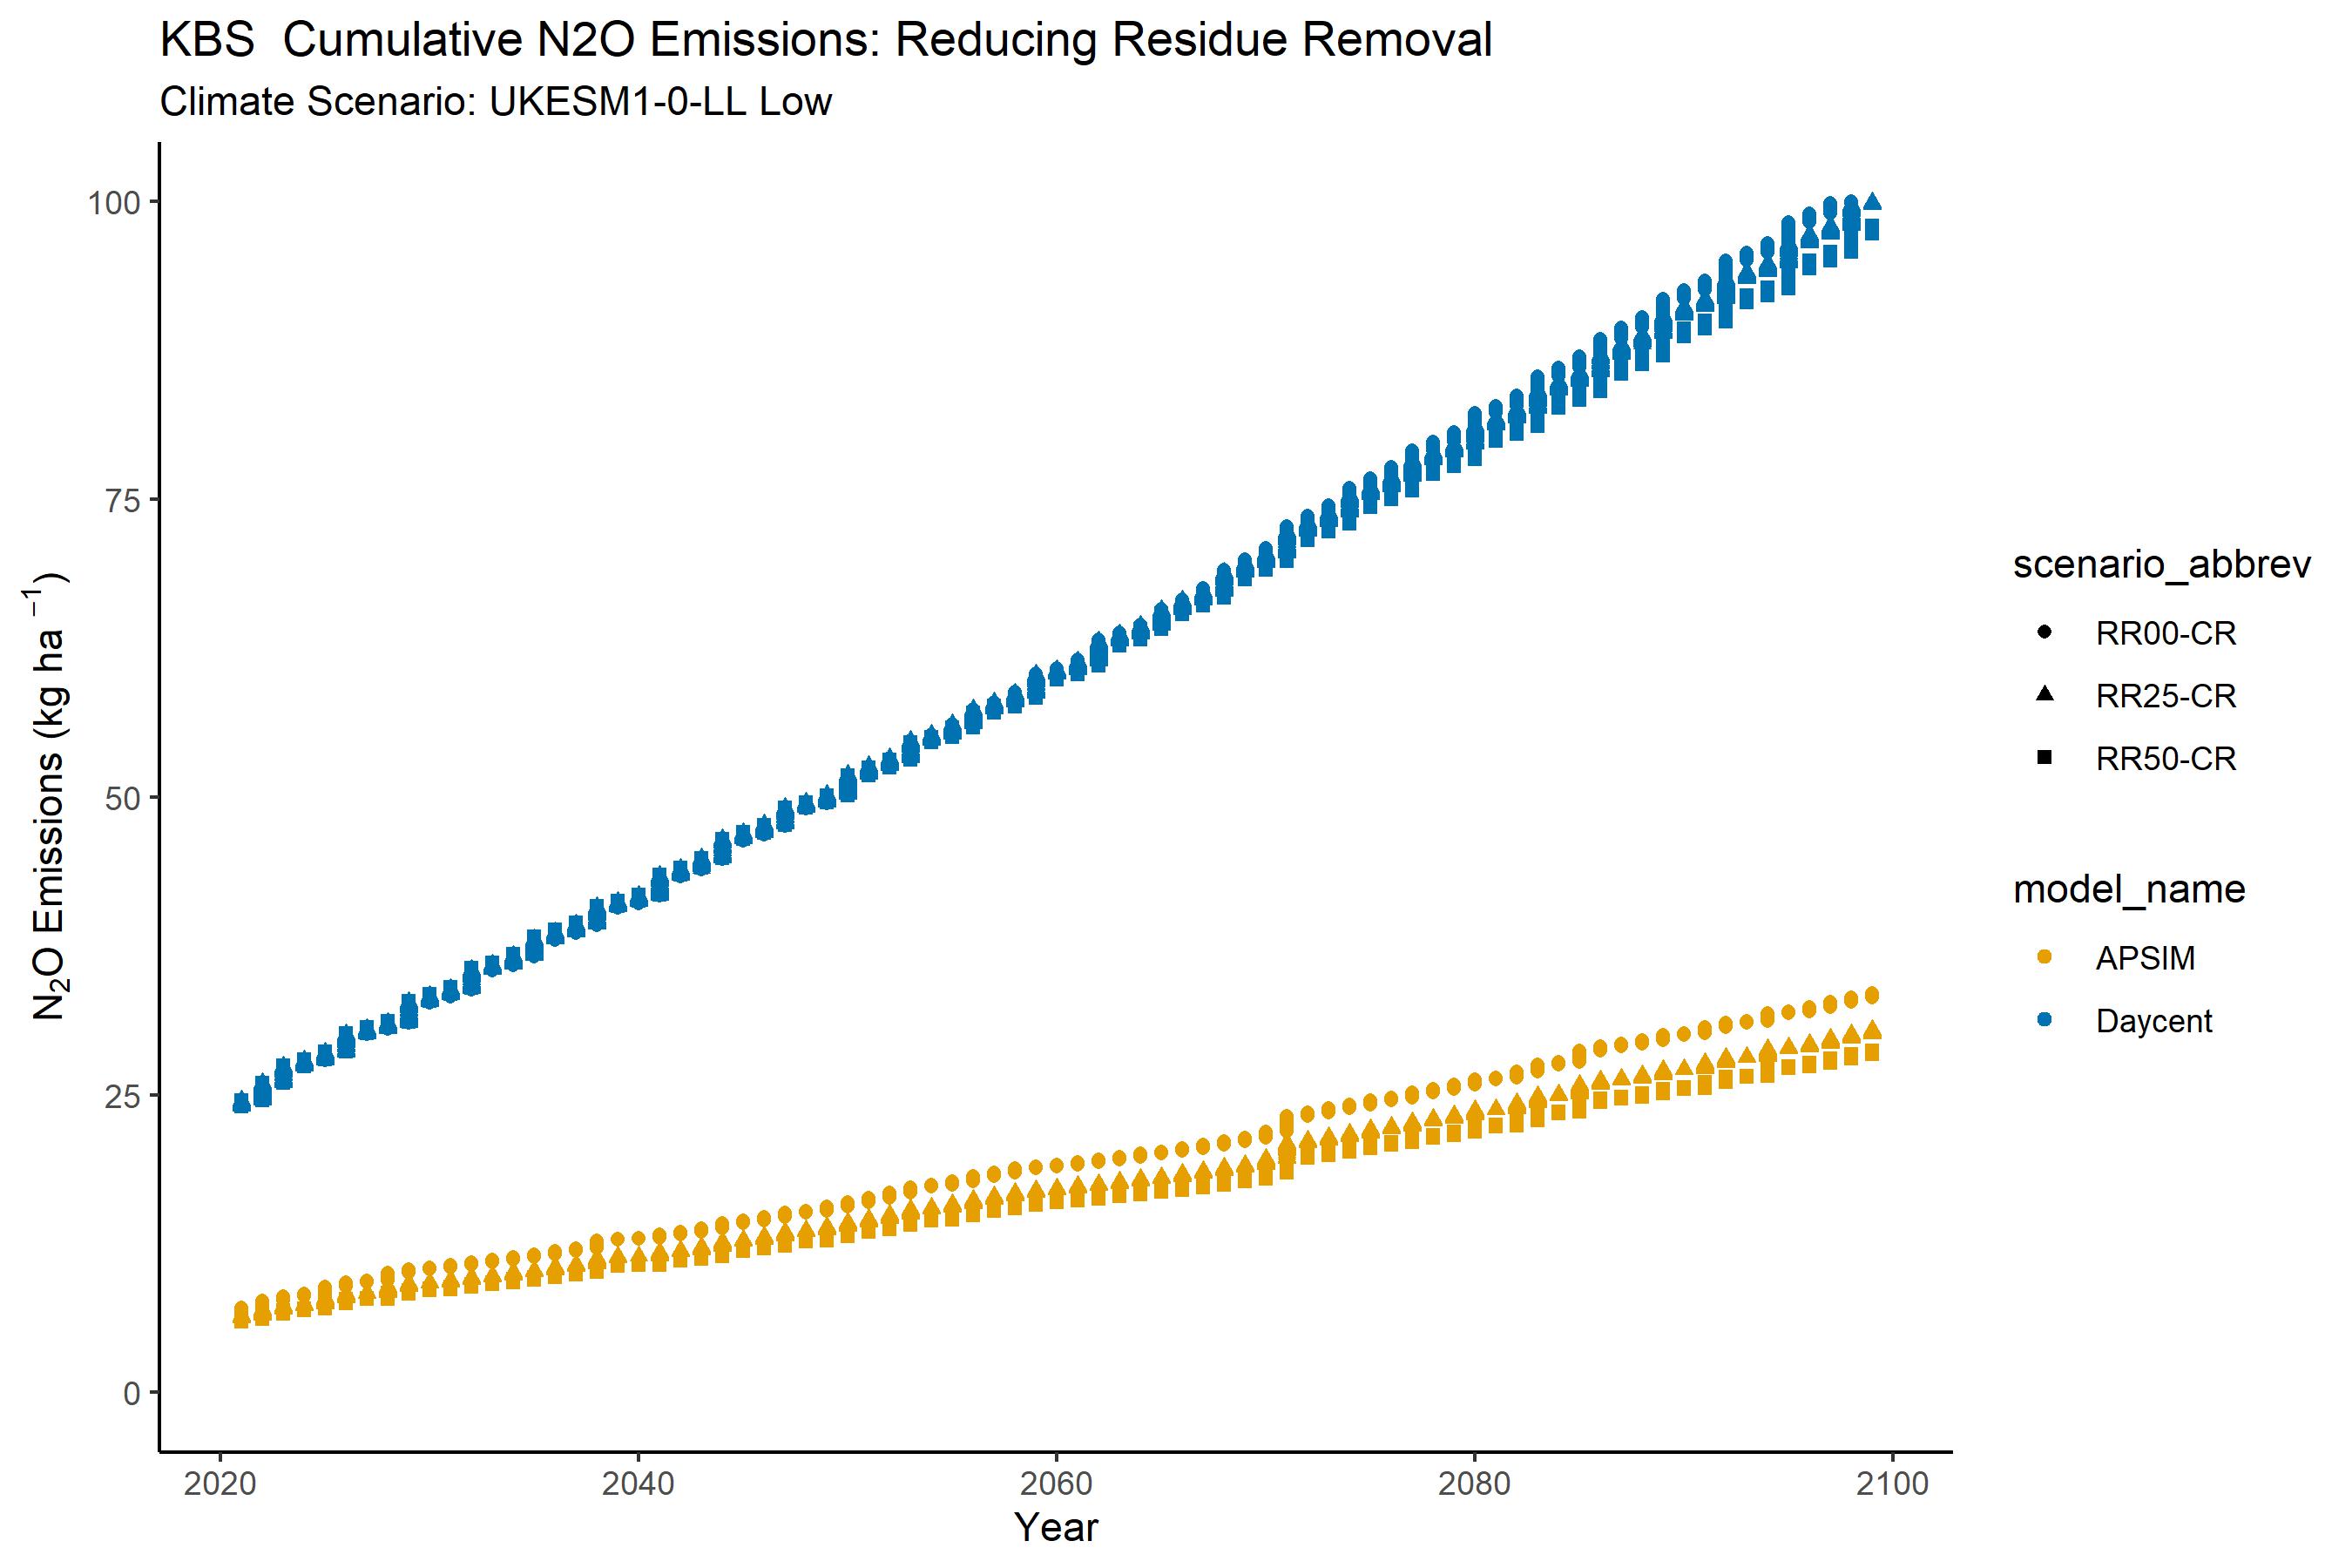 KBS  Cumulative N2O Emissions: Reducing Residue Removal
Climate Scenario: UKESM1-0-LL Low
N₂O Emissions (kg ha ⁻¹)
100
75
50
25
0
2020 2040 2060 2080 2100
Year
scenario_abbrev
RR00-CR
RR25-CR
RR50-CR
model_name
APSIM
Daycent